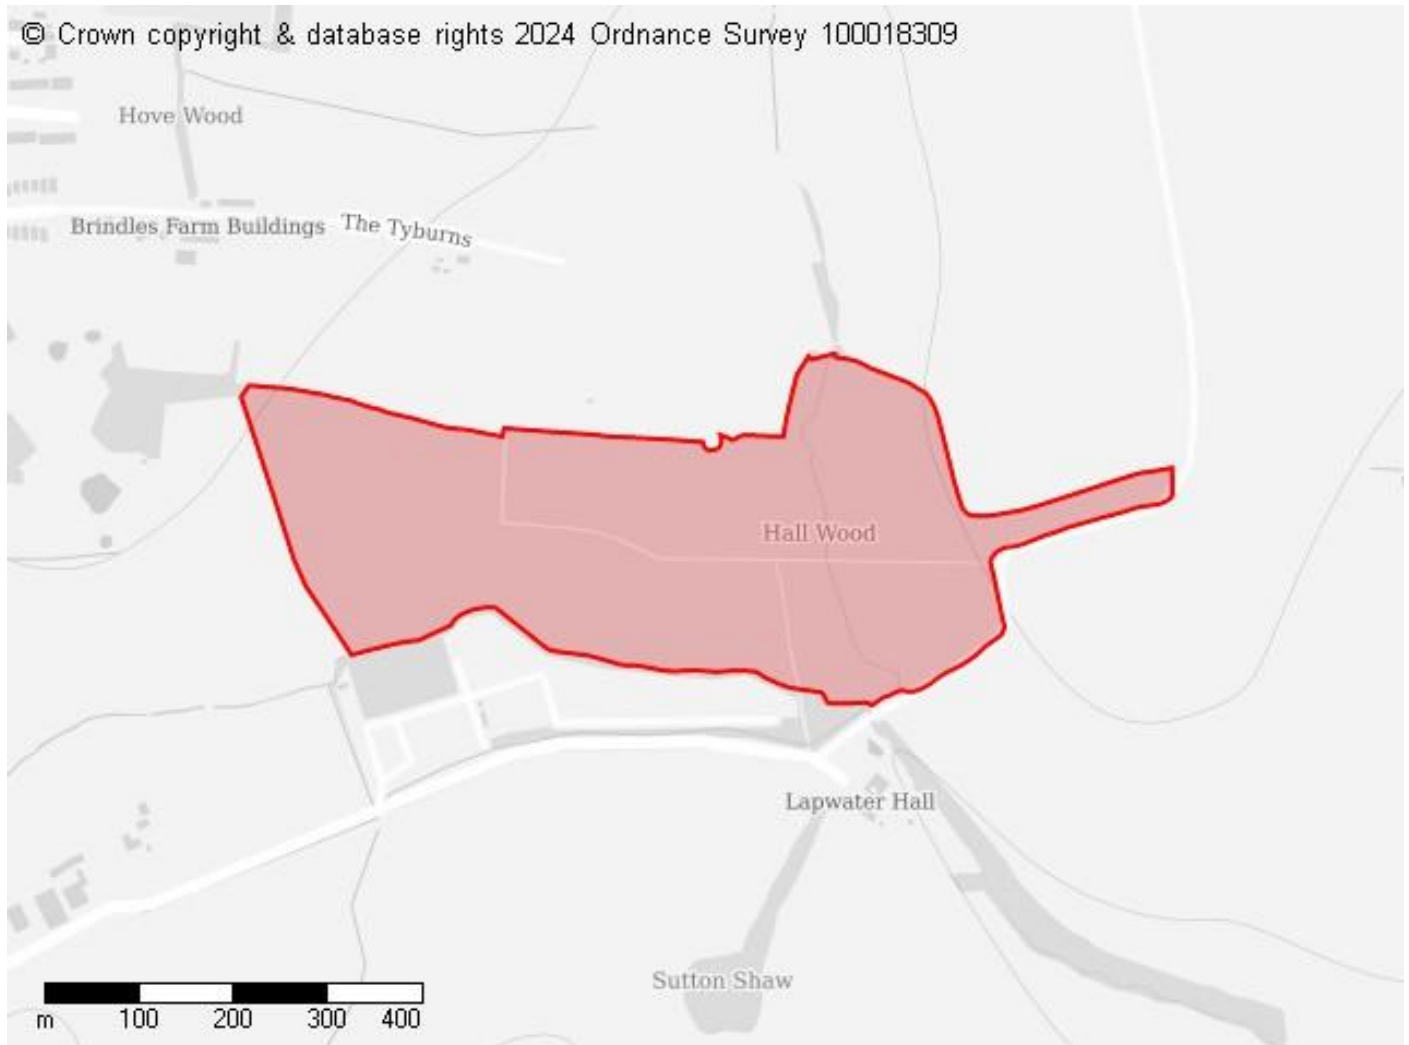 © Crown copyright & database rights 2024 Ordnance Survey 100018309
Hove Wood
Brindles Farm Buildings
The Tyburns
Hall Wood
Lapwater Hall
Sutton Shaw
m 100 200 300 400